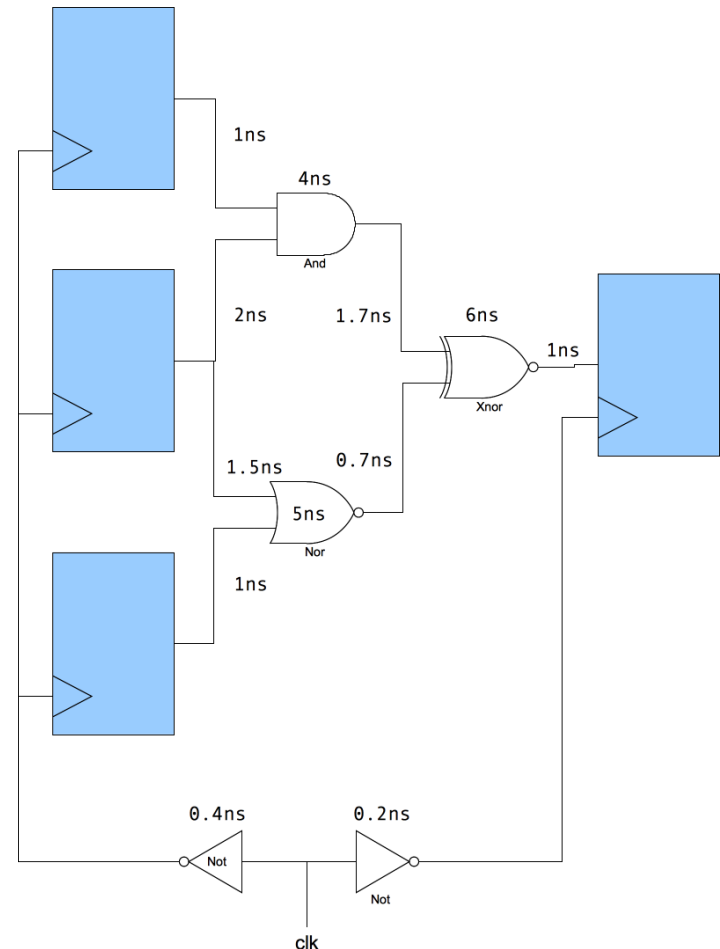 1ns
4ns
And
2ns
1.7ns
6ns
1ns
Xnor
1.5ns
0.7ns
5ns
Nor
1ns
0.4ns
0.2ns
Not
Not
clk